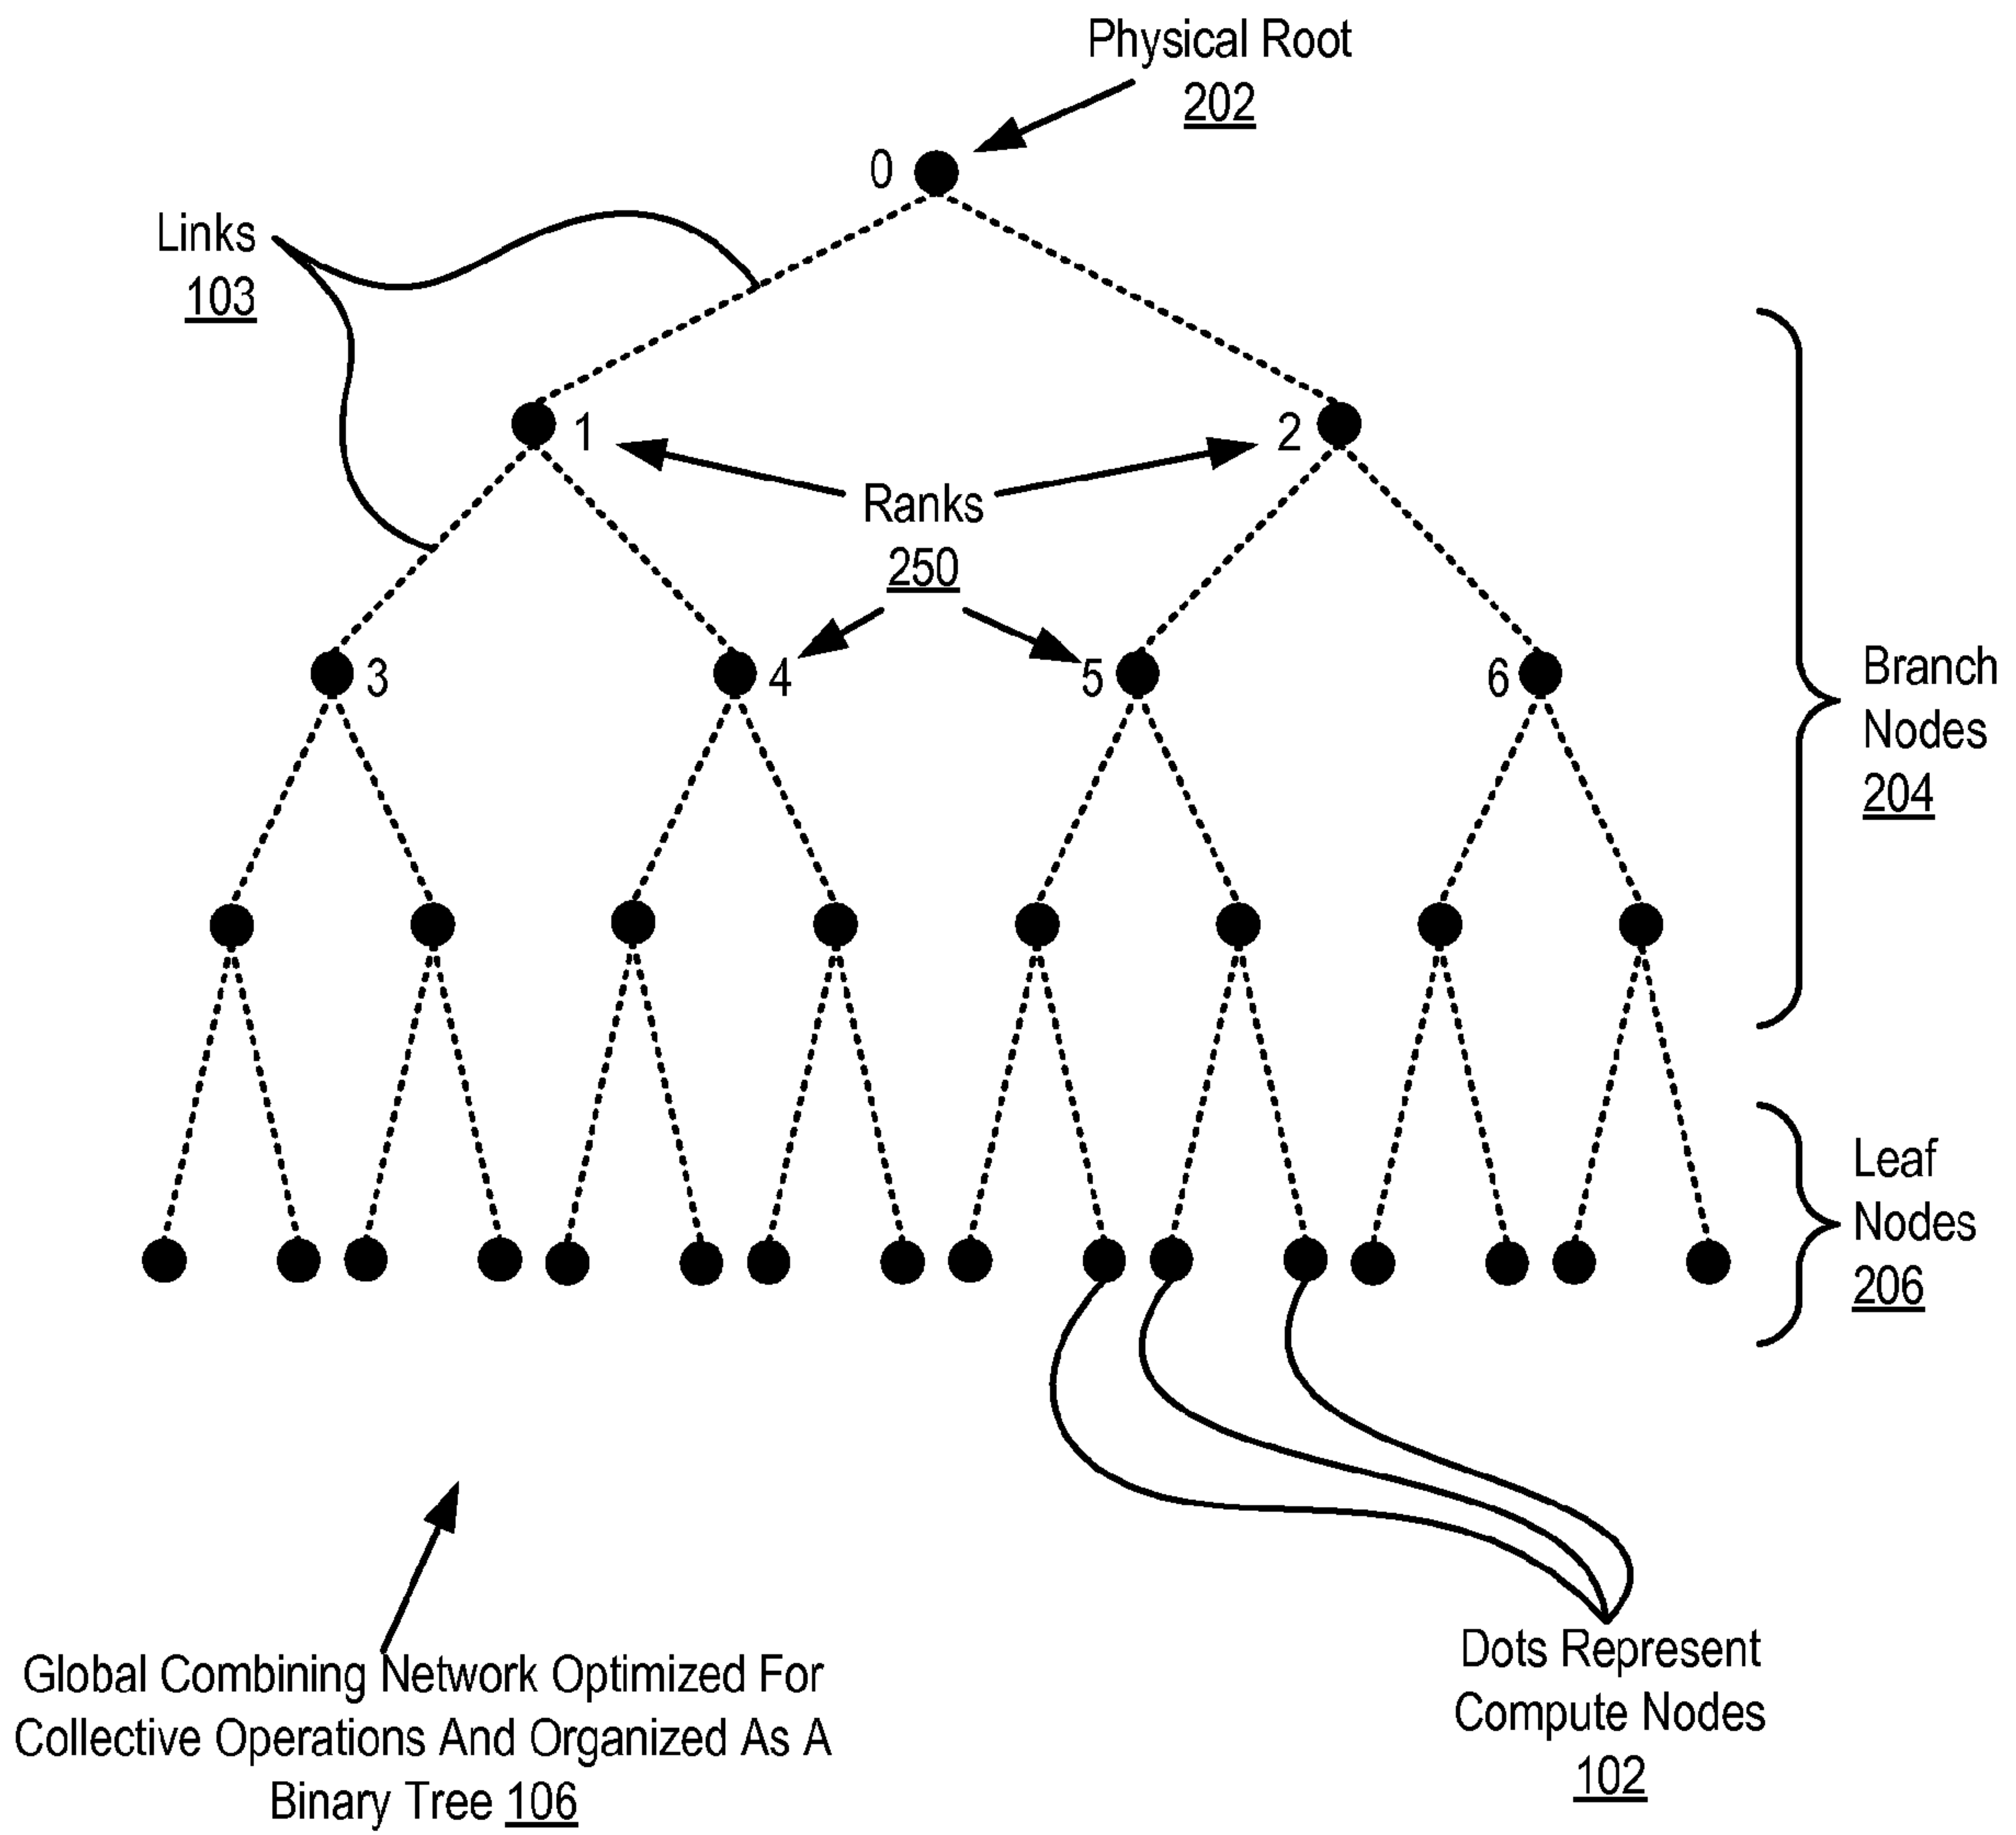 Physical Root
202
0
Links
103
1
2
Ranks
250
3
4
5
6
Branch
Nodes
204
Leaf
Nodes
206
Global Combining Network Optimized For
Collective Operations And Organized As A
Binary Tree 106
Dots Represent
Compute Nodes
102